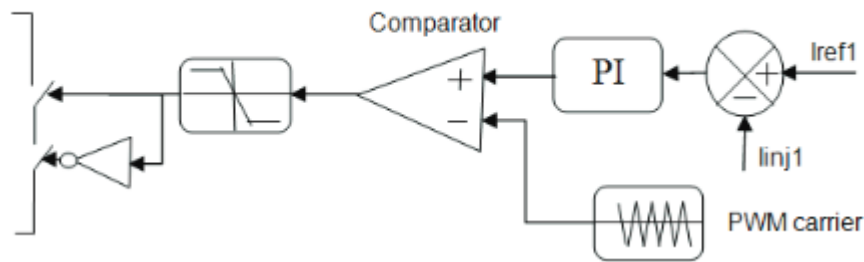 Comparator
Iref1
PI
+
+
−
−
Iinj1
PWM carrier